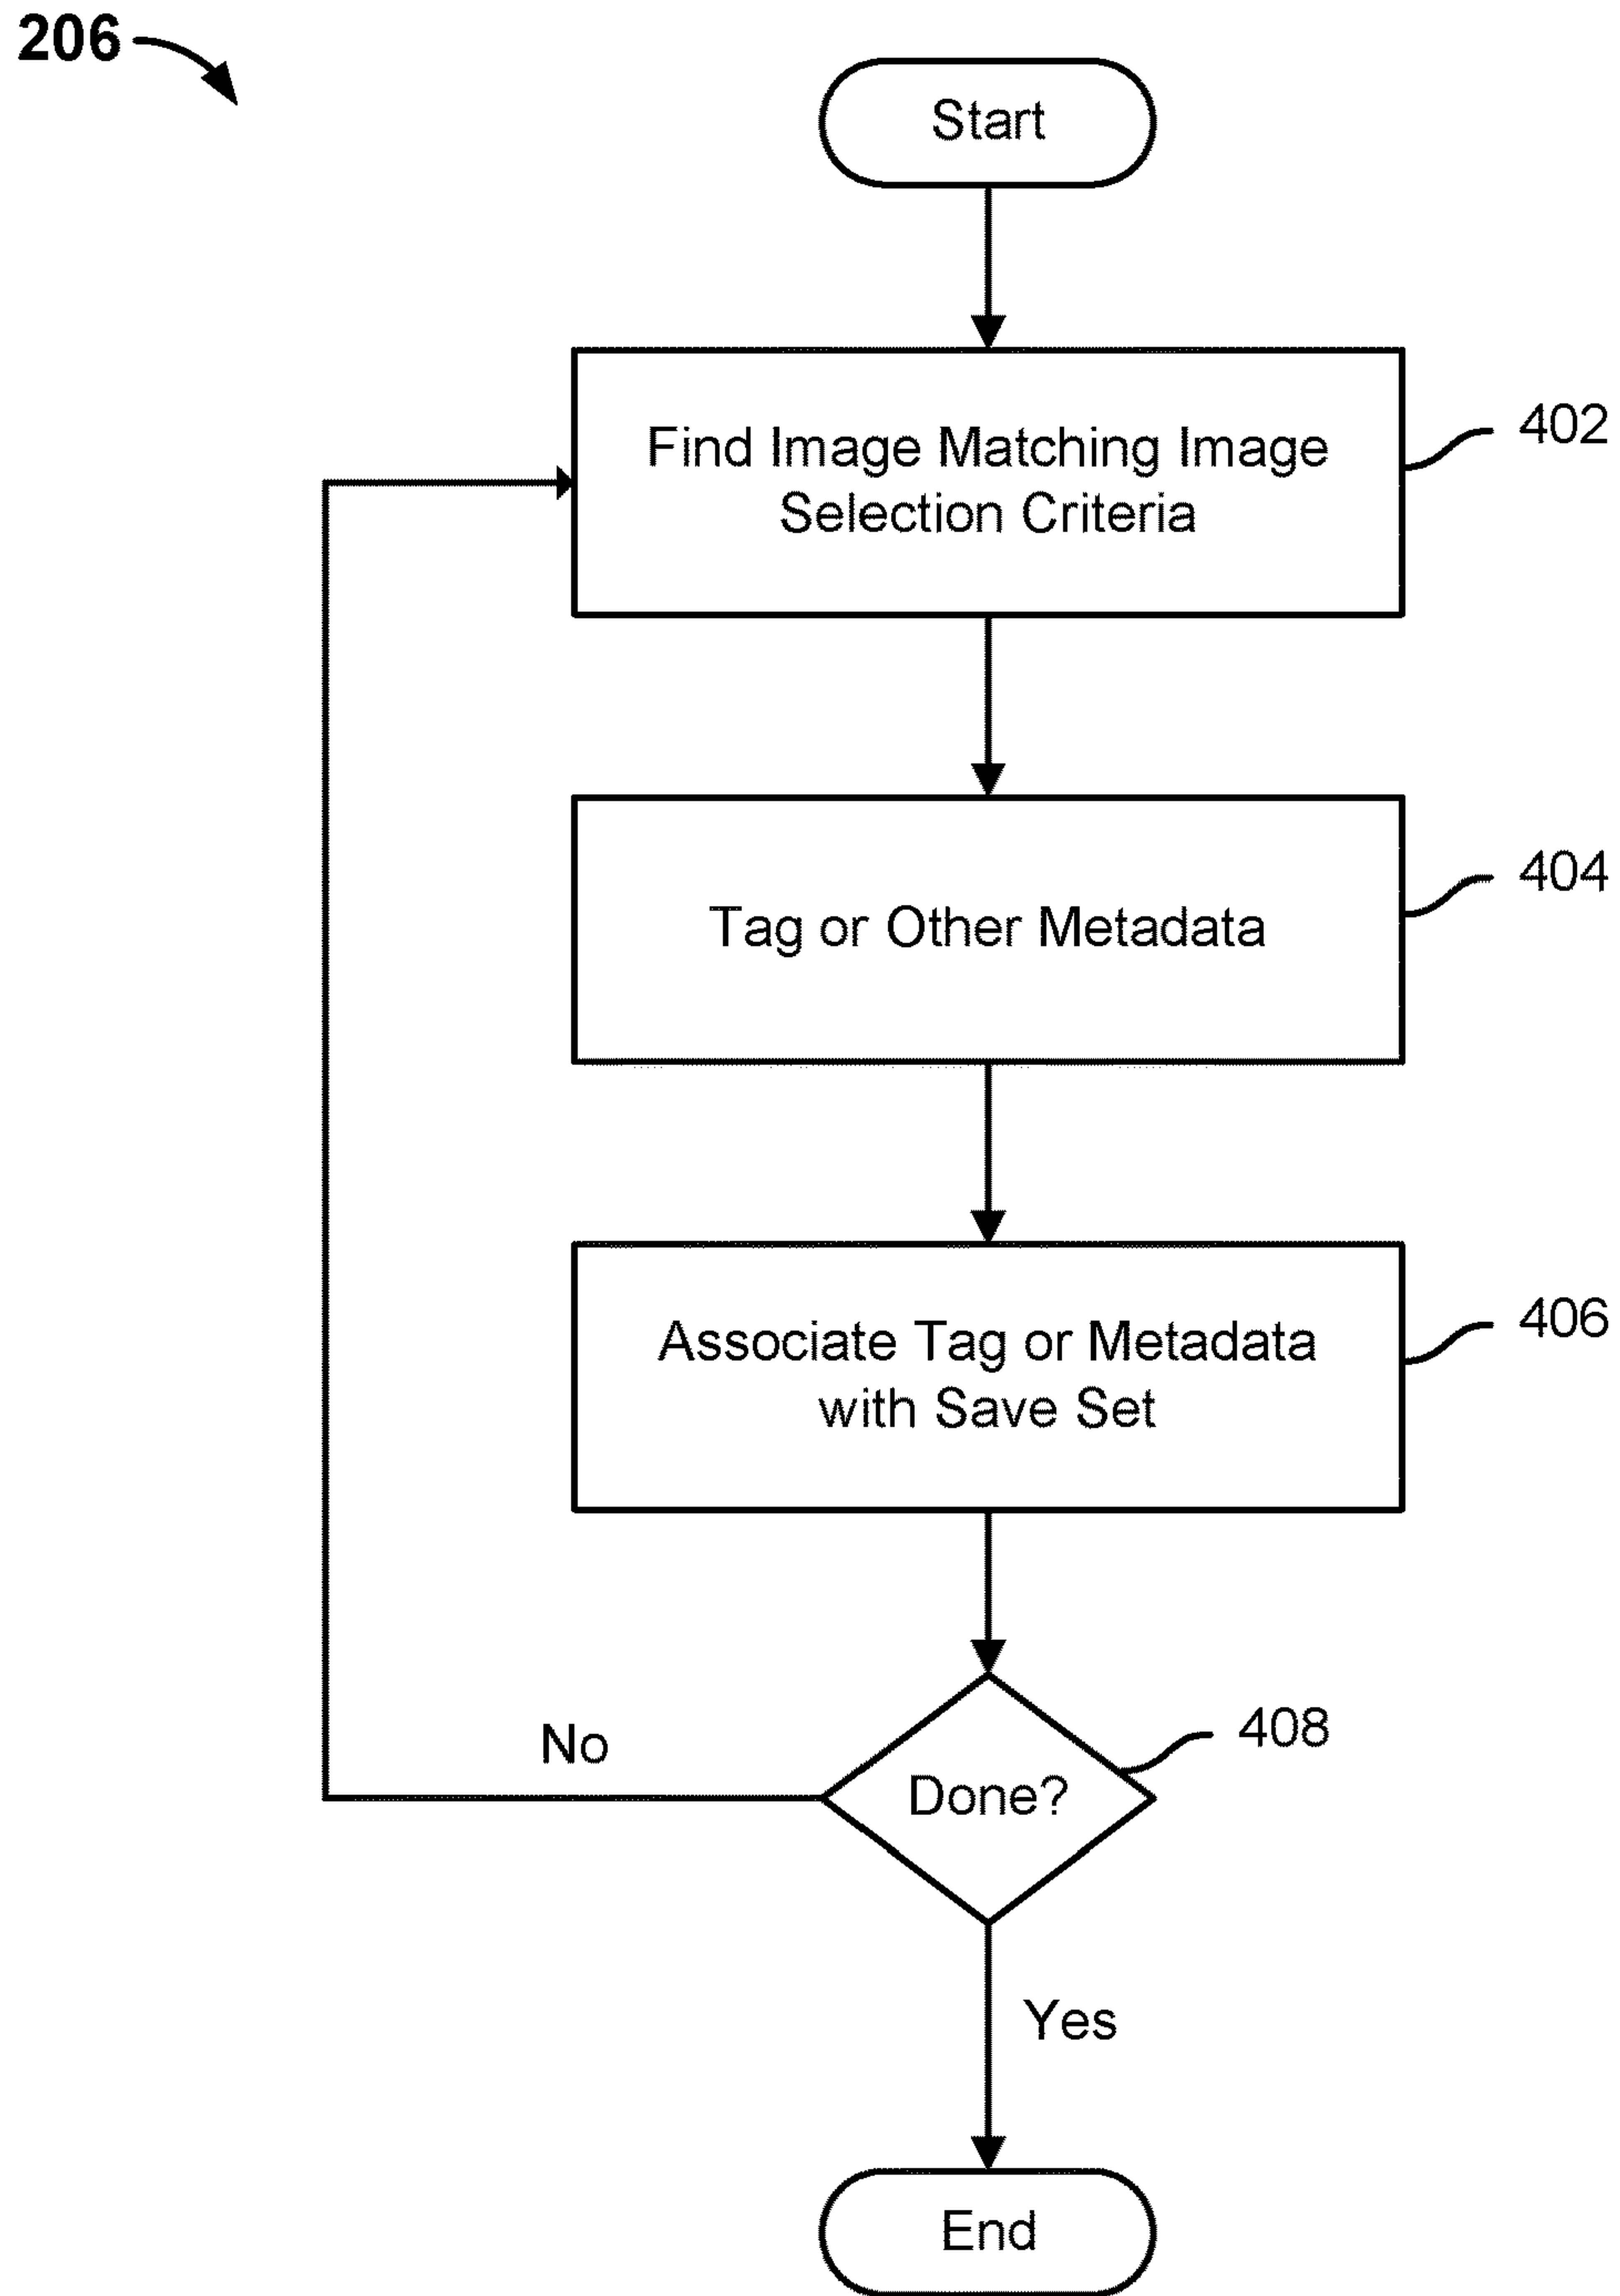 206
Start
Find Image Matching Image
Selection Criteria
402
Tag or Other Metadata
404
Associate Tag or Metadata
with Save Set
406
No
Done?
408
Yes
End